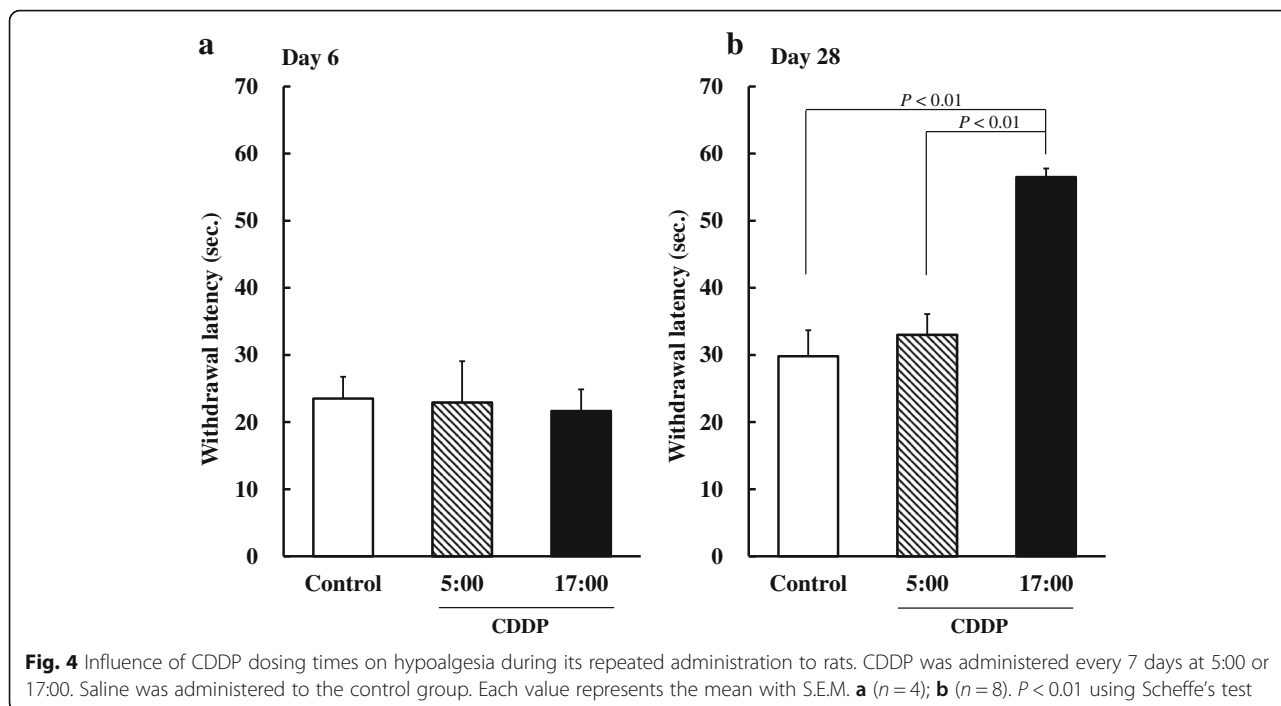 a
Day 6
70
60
50
40
30
20
10
0
Withdrawal latency (sec.)
Control 5:00 17:00
CDDP
b
Day 28
70
60
50
40
30
20
10
0
Withdrawal latency (sec.)
P < 0.01
P < 0.01
Control 5:00 17:00
CDDP
Fig. 4 Influence of CDDP dosing times on hypoalgesia during its repeated administration to rats. CDDP was administered every 7 days at 5:00 or
17:00. Saline was administered to the control group. Each value represents the mean with S.E.M. a (n = 4); b (n = 8). P < 0.01 using Scheffe's test